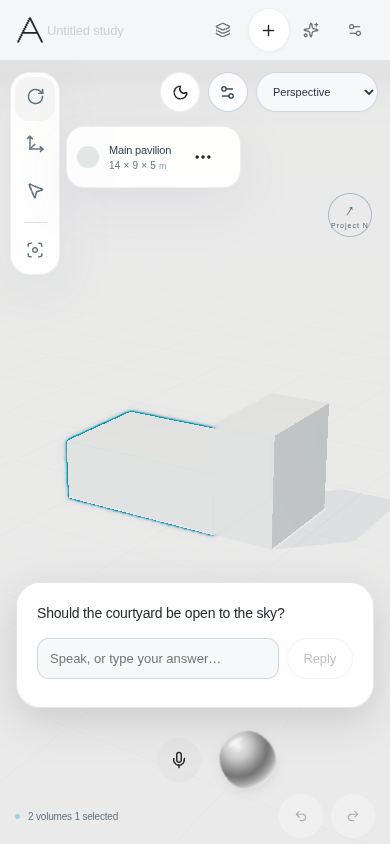 Untitled study
Perspective
Main pavilion
14 × 9 × 5 m
Project N
Should the courtyard be open to the sky?
Speak, or type your answer…
Reply
2 volumes 1 selected